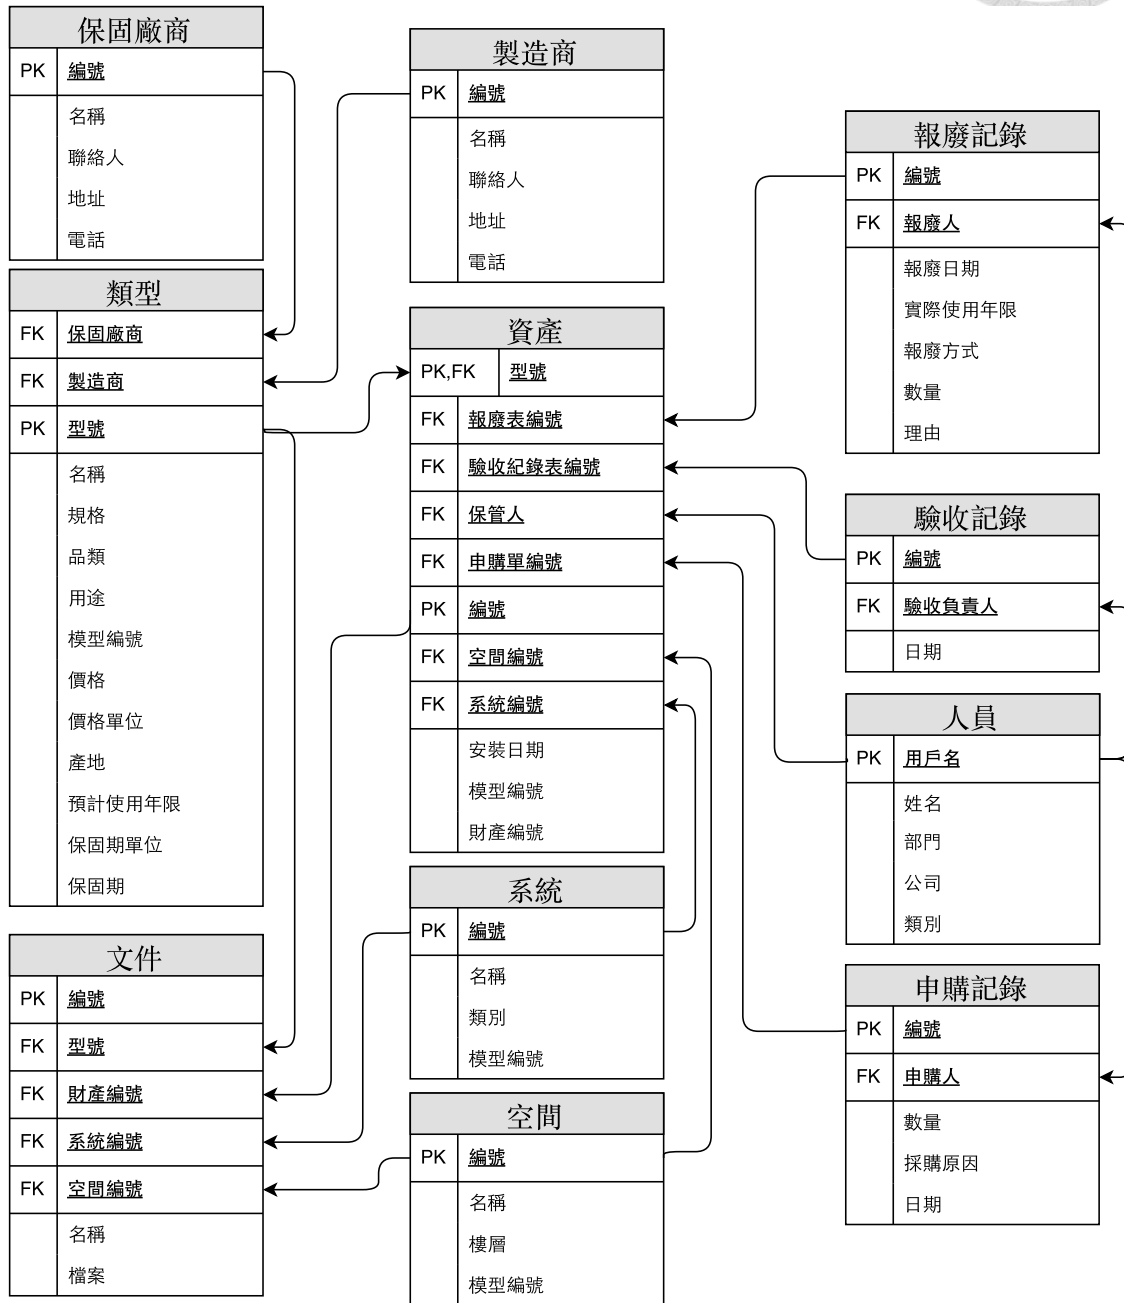 保固廠商
PK 編號
名稱
聯絡人
地址
電話
類型
FK 保固廠商
FK 製造商
PK 型號
名稱
規格
品類
用途
模型編號
價格
價格單位
產地
預計使用年限
保固期單位
保固期
文件
PK 編號
FK 型號
FK 財產編號
FK 系統編號
FK 空間編號
名稱
檔案
製造商
PK 編號
名稱
聯絡人
地址
電話
資產
PK,FK 型號
FK 報廢表編號
FK 驗收紀錄表編號
FK 保管人
FK 申購單編號
PK 編號
FK 空間編號
FK 系統編號
安裝日期
模型編號
財產編號
系統
PK 編號
名稱
類別
模型編號
空間
PK 編號
名稱
樓層
模型編號
報廢記錄
PK 編號
FK 報廢人
報廢日期
實際使用年限
報廢方式
數量
理由
驗收記錄
PK 編號
FK 驗收負責人
日期
人員
PK 用戶名
姓名
部門
公司
類別
申購記錄
PK 編號
FK 申購人
數量
採購原因
日期